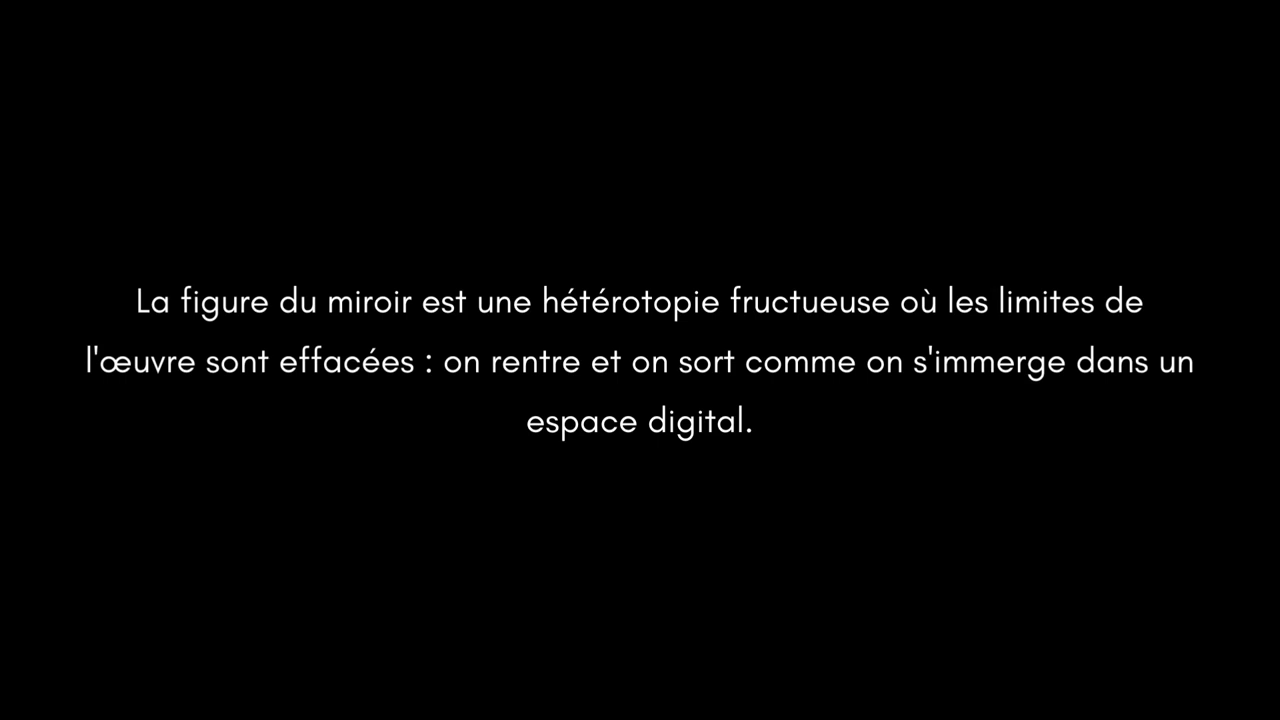 La figure du miroir est une hétérotopie fructueuse où les limites de
l'œuvre sont effacées : on rentre et on sort comme on s'immerge dans un
espace digital.